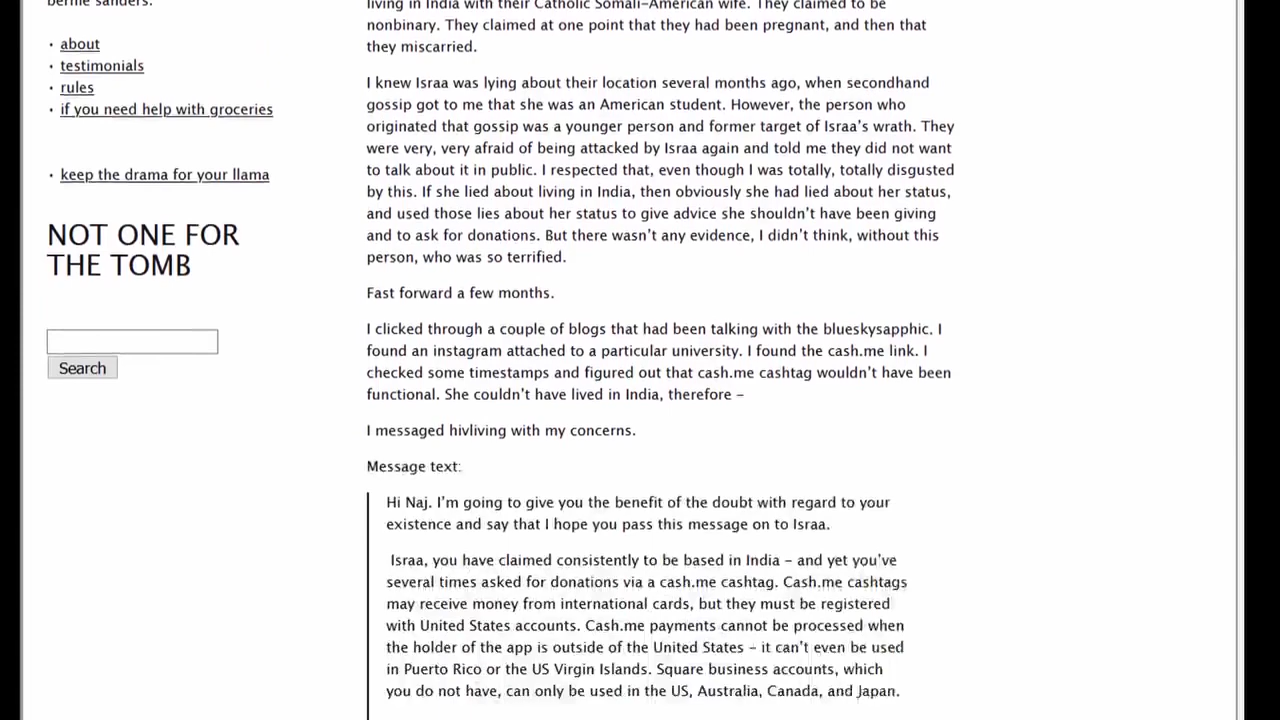 bernie sanders.
• about
• testimonials
• rules
• if you need help with groceries
• keep the drama for your llama
NOT ONE FOR
THE TOMB
Search
living in India with their Catholic Somali-American wife. They claimed to be
nonbinary. They claimed at one point that they had been pregnant, and then that
they miscarried.
I knew Israa was lying about their location several months ago, when secondhand
gossip got to me that she was an American student. However, the person who
originated that gossip was a younger person and former target of Israa's wrath. They
were very, very afraid of being attacked by Israa again and told me they did not want
to talk about it in public. I respected that, even though I was totally, totally disgusted
by this. If she lied about living in India, then obviously she had lied about her status,
and used those lies about her status to give advice she shouldn't have been giving
and to ask for donations. But there wasn't any evidence, I didn't think, without this
person, who was so terrified.
Fast forward a few months.
I clicked through a couple of blogs that had been talking with the blueskysapphic. I
found an instagram attached to a particular university. I found the cash.me link. I
checked some timestamps and figured out that cash.me cashtag wouldn't have been
functional. She couldn't have lived in India, therefore –
I messaged hivliving with my concerns.
Message text:
Hi Naj. I'm going to give you the benefit of the doubt with regard to your
existence and say that I hope you pass this message on to Israa.
Israa, you have claimed consistently to be based in India – and yet you've
several times asked for donations via a cash.me cashtag. Cash.me cashtags
may receive money from international cards, but they must be registered
with United States accounts. Cash.me payments cannot be processed when
the holder of the app is outside of the United States – it can't even be used
in Puerto Rico or the US Virgin Islands. Square business accounts, which
you do not have, can only be used in the US, Australia, Canada, and Japan.